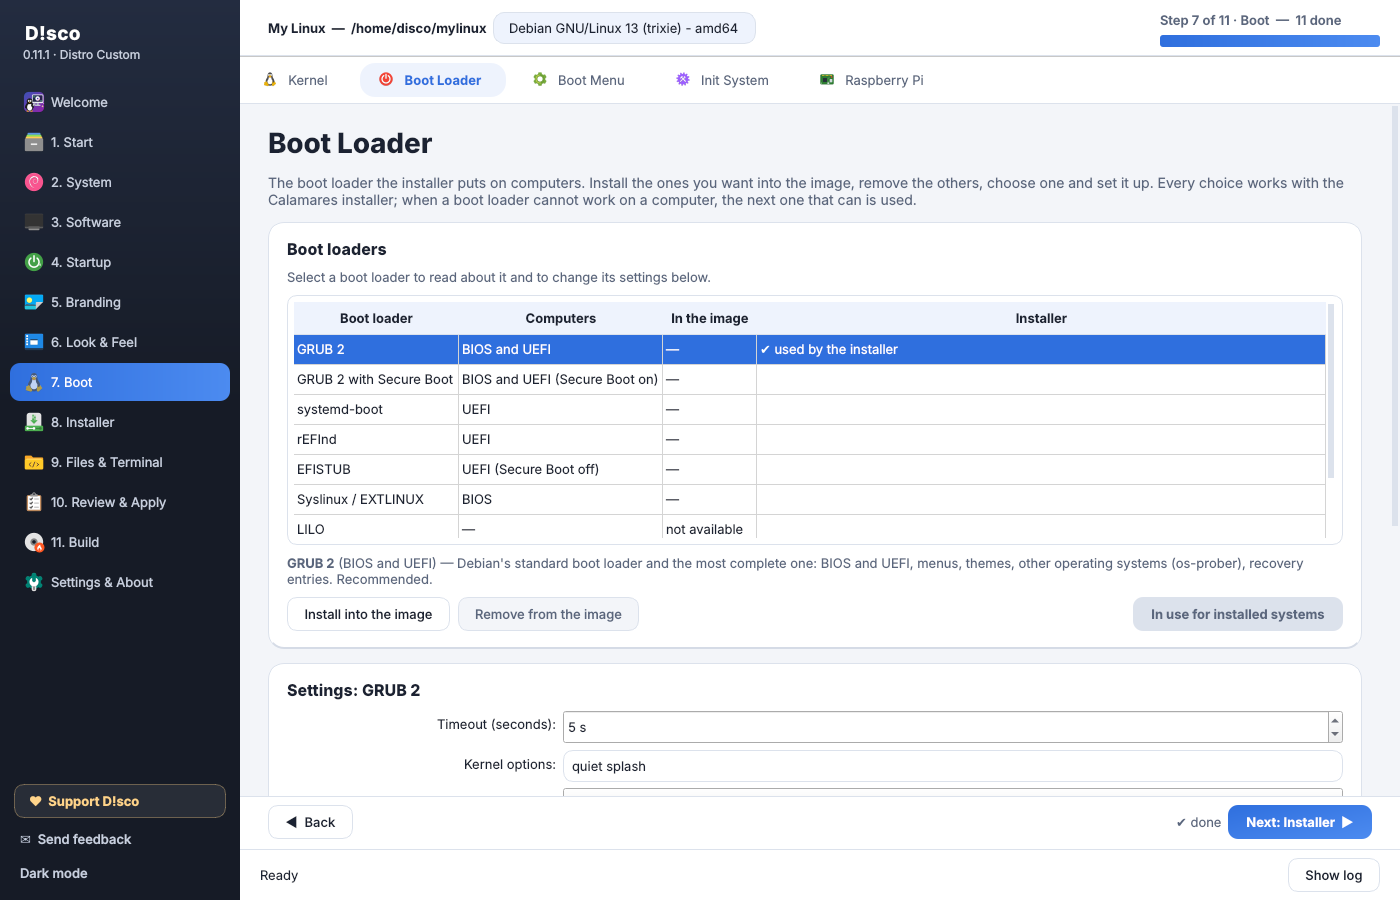 D!sco
0.11.1 · Distro Custom
Welcome
1. Start
2. System
3. Software
4. Startup
5. Branding
6. Look & Feel
7. Boot
8. Installer
9. Files & Terminal
10. Review & Apply
11. Build
Settings & About
Support D!sco
Send feedback
Dark mode
My Linux — /home/disco/mylinux
Debian GNU/Linux 13 (trixie) - amd64
Step 7 of 11 · Boot — 11 done
Kernel
Boot Loader
Boot Menu
Init System
Raspberry Pi
Boot Loader
The boot loader the installer puts on computers. Install the ones you want into the image, remove the others, choose one and set it up. Every choice works with the
Calamares installer; when a boot loader cannot work on a computer, the next one that can is used.
Boot loaders
Select a boot loader to read about it and to change its settings below.
Boot loader Computers In the image Installer
GRUB 2 BIOS and UEFI — ✔ used by the installer
GRUB 2 with Secure Boot BIOS and UEFI (Secure Boot on) —
systemd-boot UEFI —
rEFInd UEFI —
EFISTUB UEFI (Secure Boot off) —
Syslinux / EXTLINUX BIOS —
LILO — not available
GRUB 2 (BIOS and UEFI) — Debian's standard boot loader and the most complete one: BIOS and UEFI, menus, themes, other operating systems (os-prober), recovery
entries. Recommended.
Install into the image
Remove from the image
In use for installed systems
Settings: GRUB 2
Timeout (seconds): 5 s
Kernel options: quiet splash
◀ Back
✔ done
Next: Installer ▶
Ready
Show log